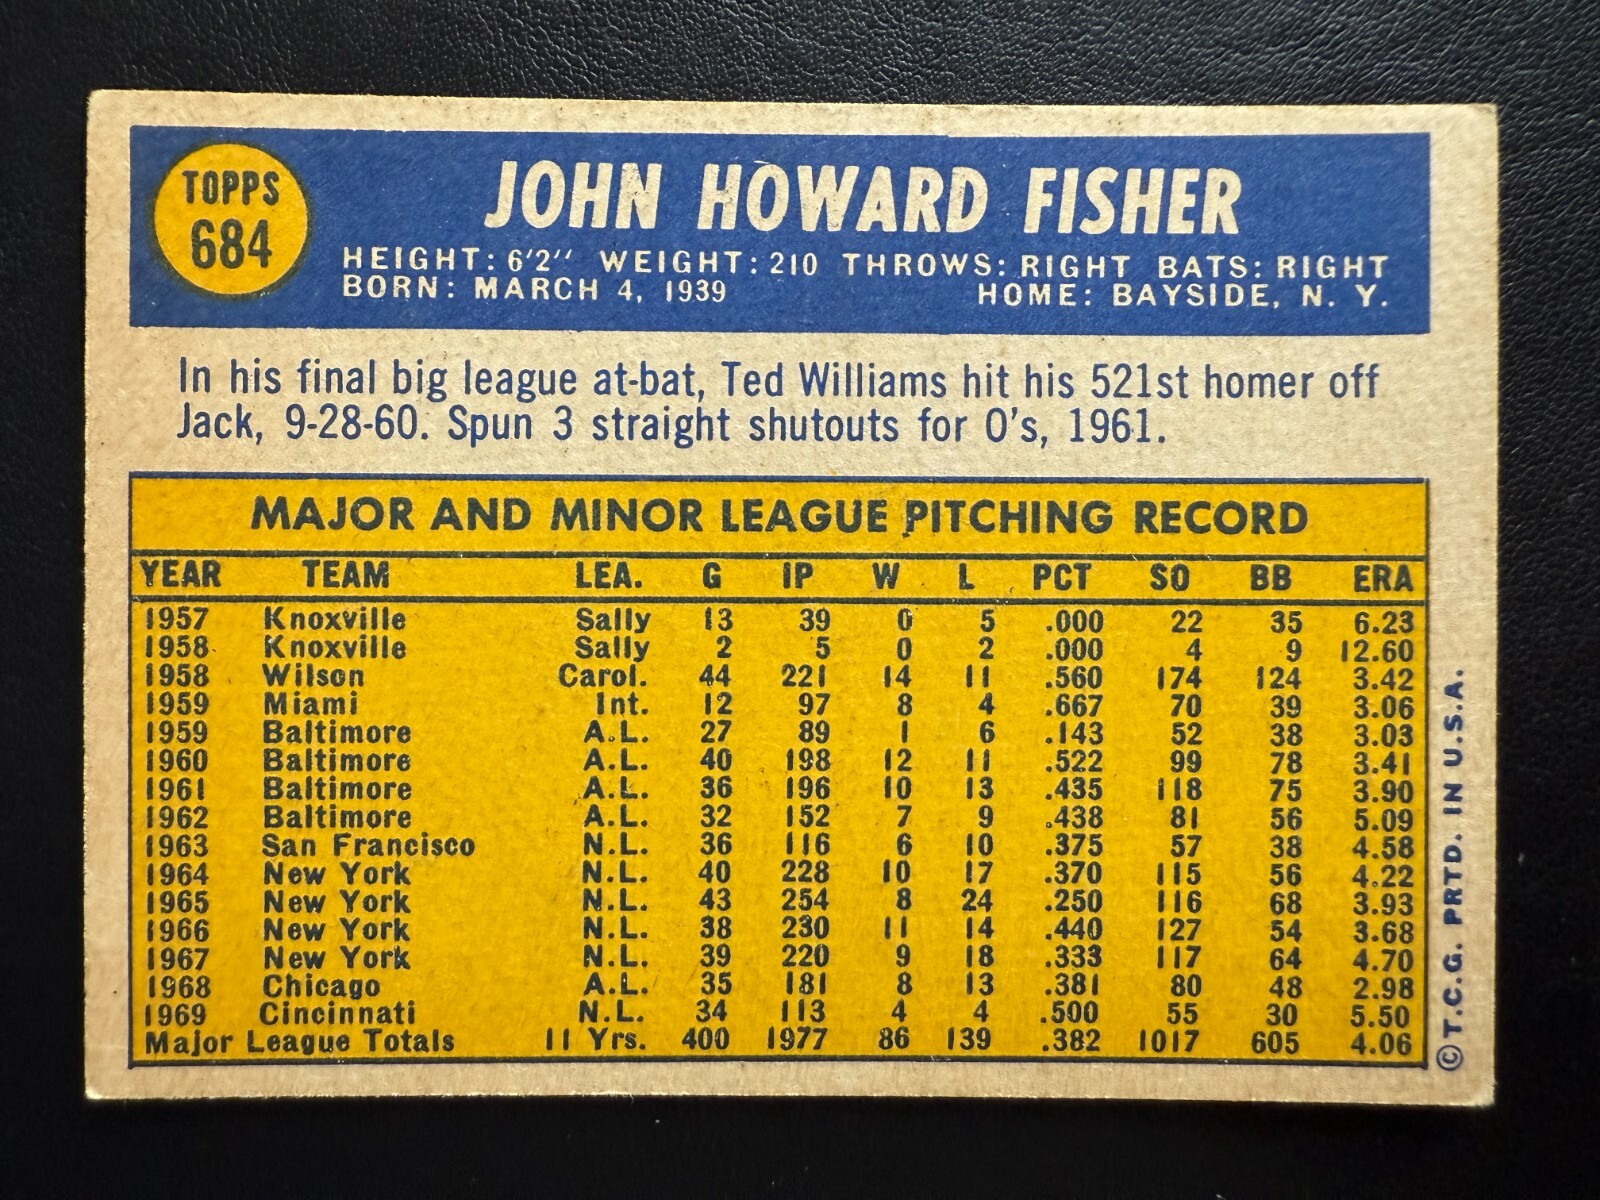 TOPPS
684
JOHN HOWARD FISHER
HEIGHT: 6'2" WEIGHT: 210 THROWS: RIGHT BATS: RIGHT
BORN: MARCH 4, 1939 HOME: BAYSIDE, N. Y.
In his final big league at-bat, Ted Williams hit his 521st homer off
Jack, 9-28-60. Spun 3 straight shutouts for O's, 1961.
MAJOR AND MINOR LEAGUE PITCHING RECORD
YEAR TEAM LEA. G IP W L PCT SO BB ERA
1957 Knoxville Sally 13 39 0 5 .000 22 35 6.23
1958 Knoxville Sally 2 5 0 2 .000 4 9 12.60
1958 Wilson Carol. 44 221 14 11 .560 174 124 3.42
1959 Miami Int. 12 97 8 4 .667 70 39 3.06
1959 Baltimore A.L. 27 89 1 6 .143 52 38 3.03
1960 Baltimore A.L. 40 198 12 11 .522 99 78 3.41
1961 Baltimore A.L. 36 196 10 13 .435 118 75 3.90
1962 Baltimore A.L. 32 152 7 9 .438 81 56 5.09
1963 San Francisco N.L. 36 116 6 10 .375 57 38 4.58
1964 New York N.L. 40 228 10 17 .370 115 56 4.22
1965 New York N.L. 43 254 8 24 .250 116 68 3.93
1966 New York N.L. 38 230 11 14 .440 127 54 3.68
1967 New York N.L. 39 220 9 18 .333 117 64 4.70
1968 Chicago A.L. 35 181 8 13 .381 80 48 2.98
1969 Cincinnati N.L. 34 113 4 4 .500 55 30 5.50
Major League Totals 11 Yrs. 400 1977 86 139 .382 1017 605 4.06
©T.C.G. PRTD. IN U.S.A.